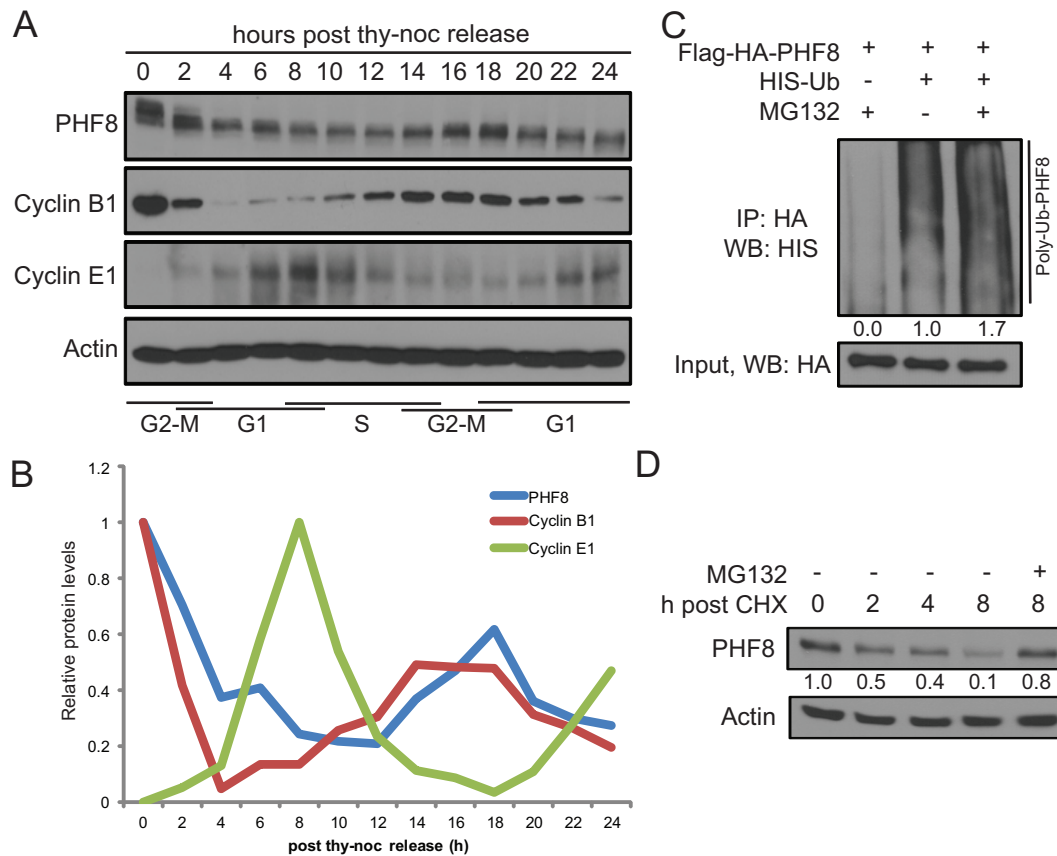 A
hours post thy-noc release
0 2 4 6 8 10 12 14 16 18 20 22 24
PHF8
Cyclin B1
Cyclin E1
Actin
G2-M G1 S G2-M G1
B
1.2
1
0.8
0.6
0.4
0.2
0
Relative protein levels
PHF8
Cyclin B1
Cyclin E1
0 2 4 6 8 10 12 14 16 18 20 22 24
post thy-noc release (h)
C
Flag-HA-PHF8 + + +
HIS-Ub - + +
MG132 + - +
IP: HA
WB: HIS
Poly-Ub-PHF8
0.0 1.0 1.7
Input, WB: HA
D
MG132 - - - - +
h post CHX 0 2 4 8 8
PHF8
1.0 0.5 0.4 0.1 0.8
Actin